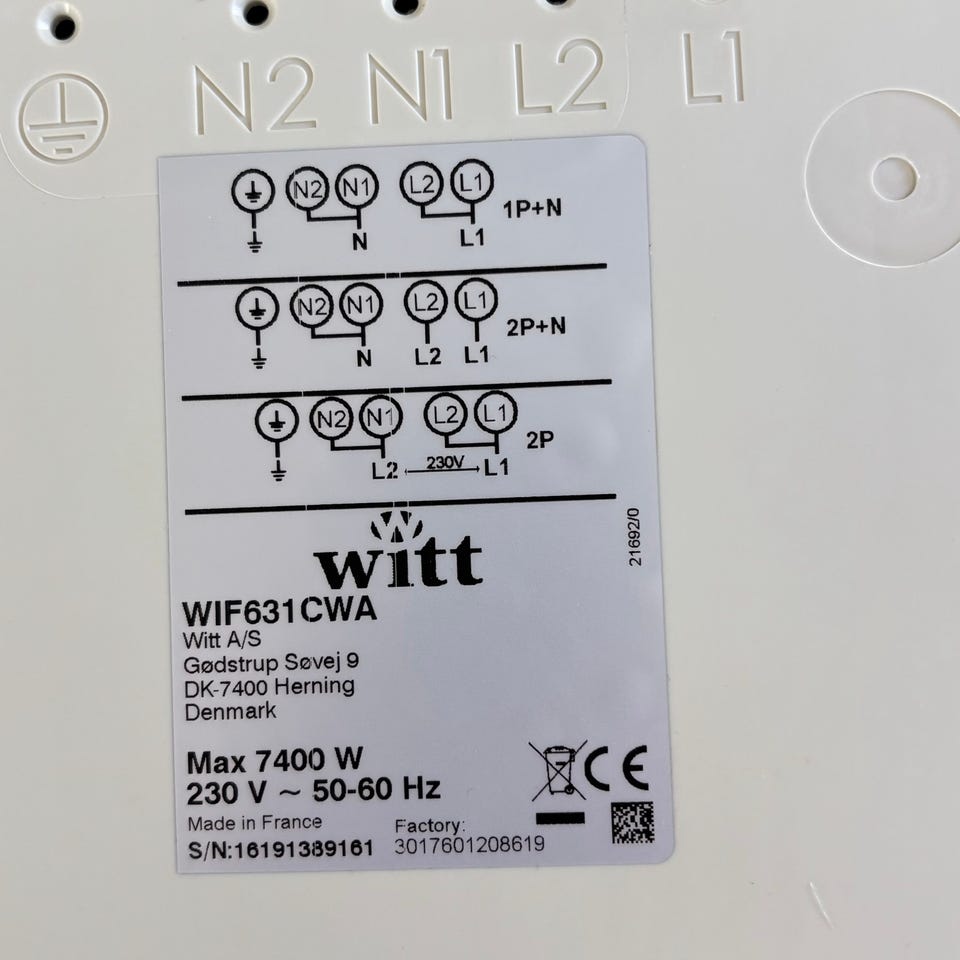 N2 N1 L2 L1
N2 N1 L2 L1 1P+N
N L1
N2 N1 L2 L1 2P+N
N L2 L1
N2 N1 L2 L1 2P
L2 230V L1
witt
21692/0
WIF631CWA
Witt A/S
Gødstrup Søvej 9
DK-7400 Herning
Denmark
Max 7400 W
230 V ~ 50-60 Hz
CE
Made in France
Factory:
S/N:16191389161 3017601208619